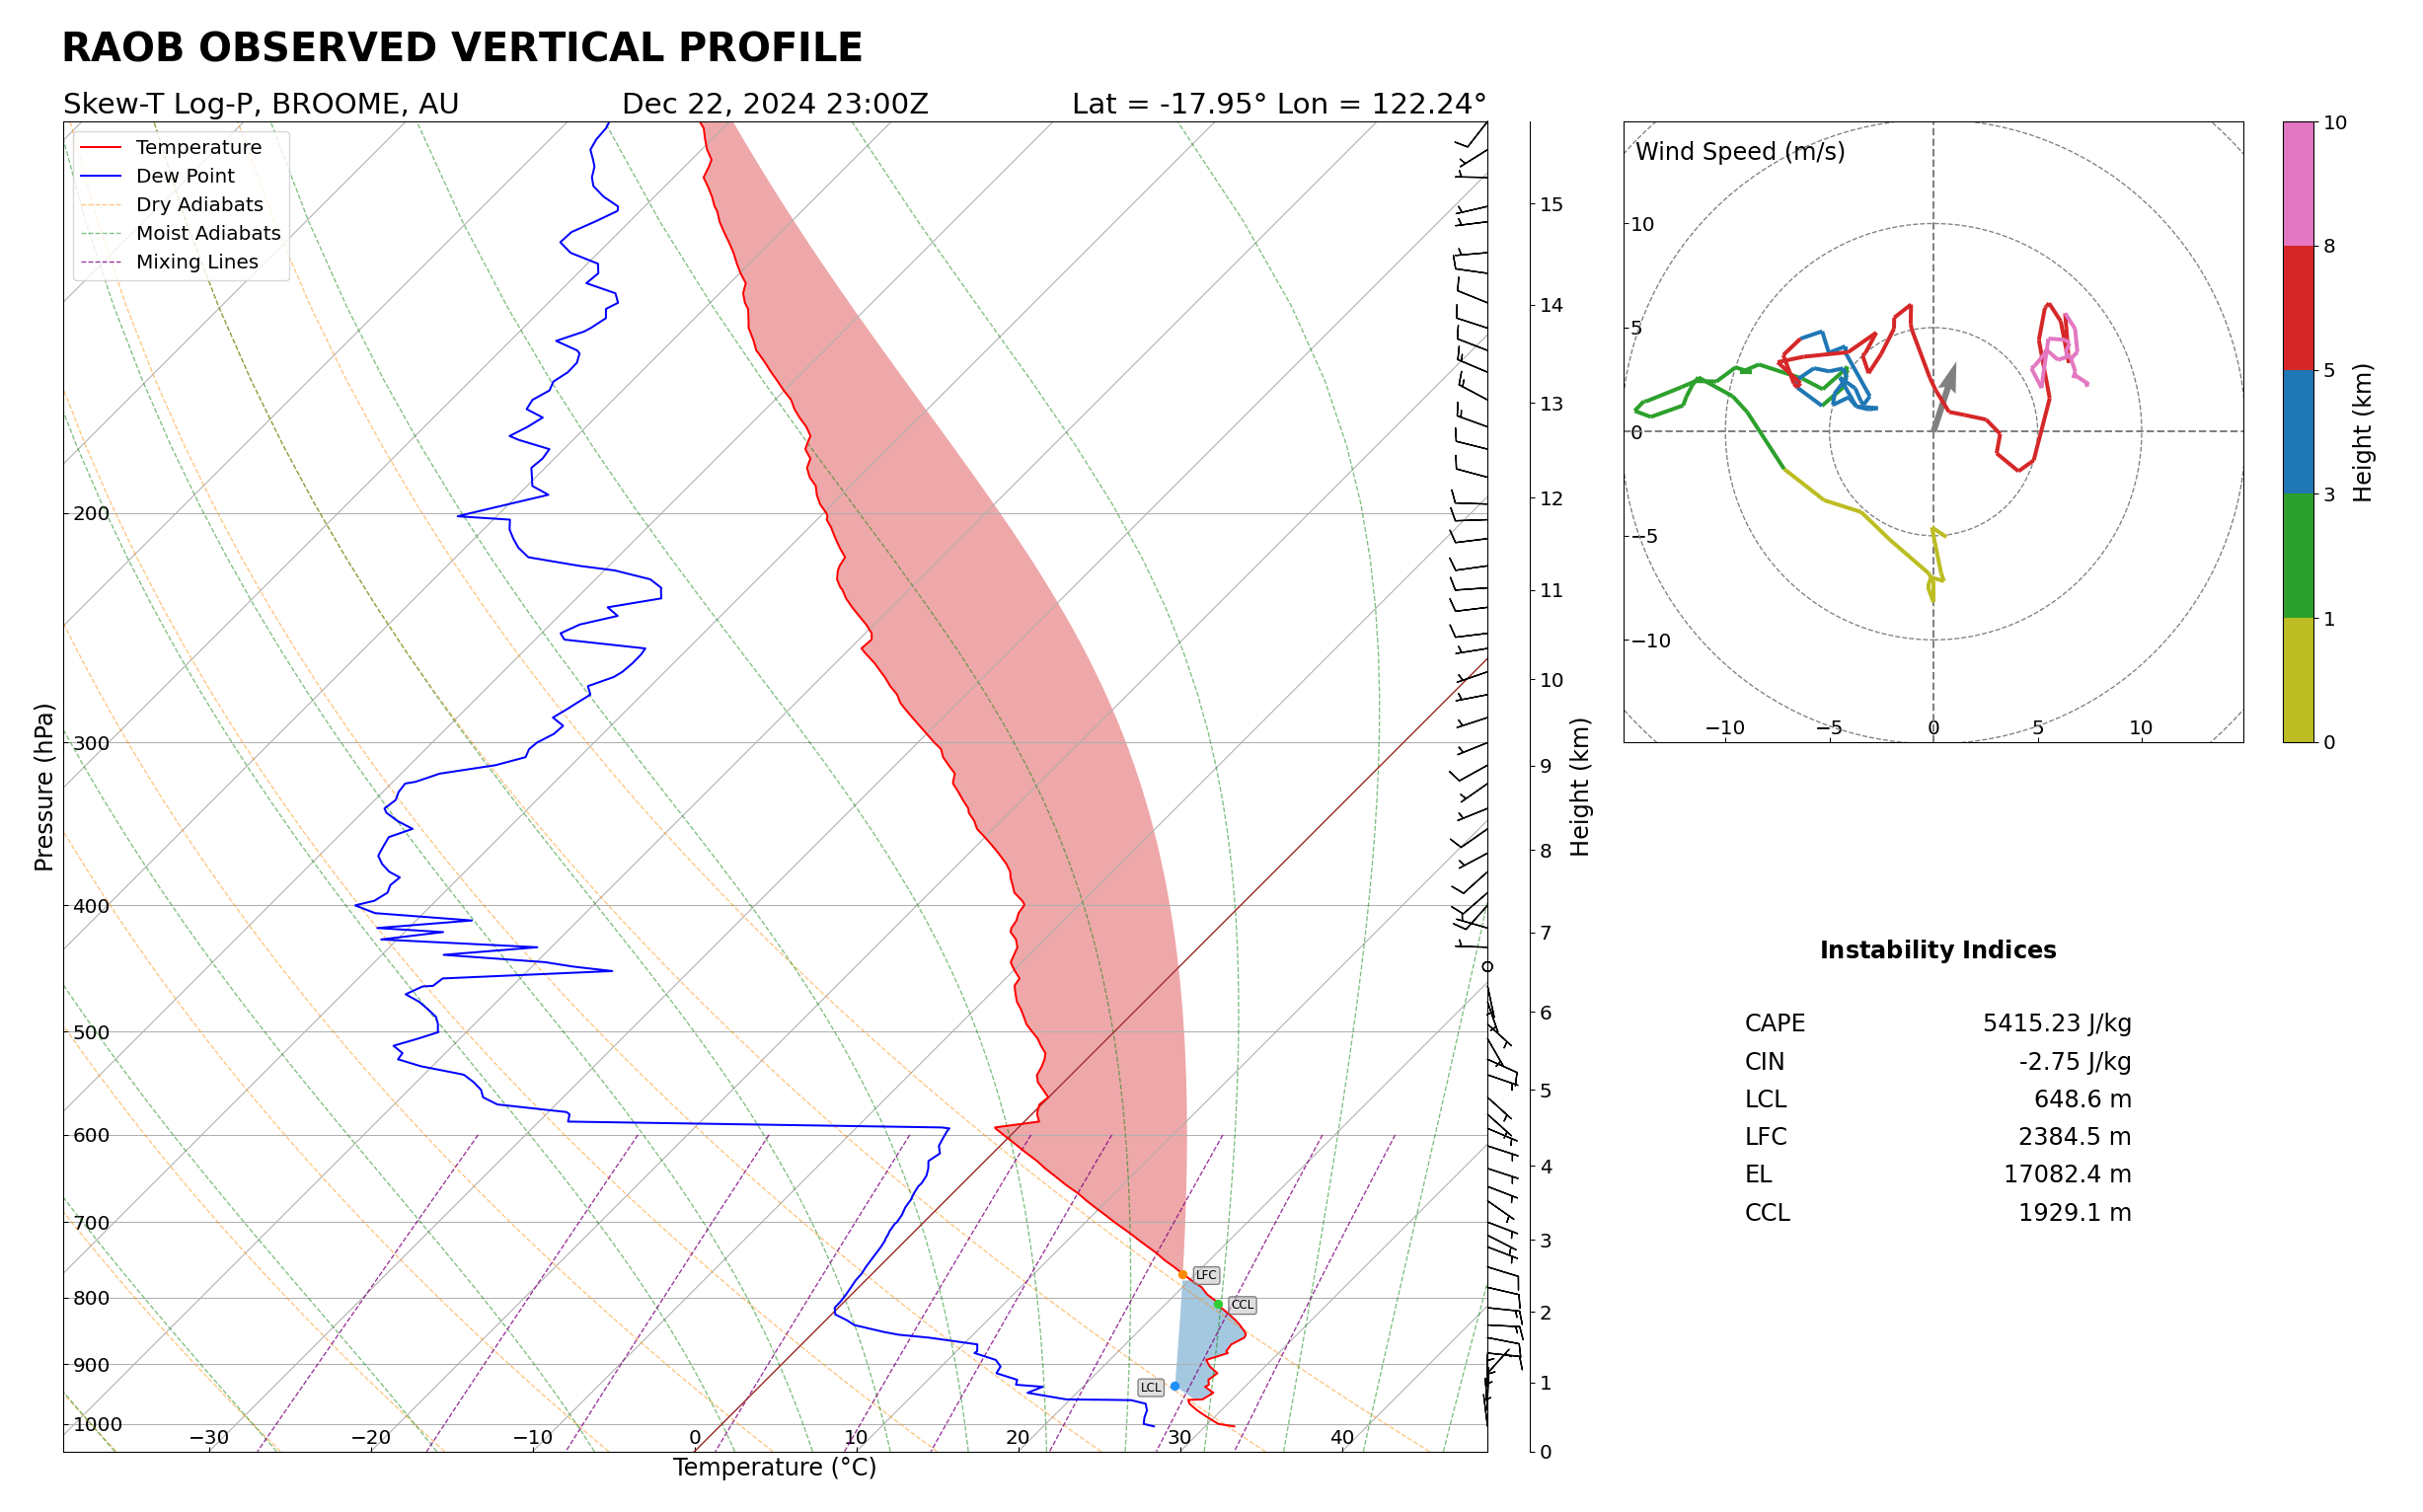 RAOB OBSERVED VERTICAL PROFILE
Skew-T Log-P, BROOME, AU Dec 22, 2024 23:00Z Lat = -17.95° Lon = 122.24°
Temperature
Dew Point
Dry Adiabats
Moist Adiabats
Mixing Lines
Pressure (hPa)
200
300
400
500
600
700
800
900
1000
−30 −20 −10 0 10 20 30 40
Temperature (°C)
LFC
CCL
LCL
15
14
13
12
11
10
9
8
7
6
5
4
3
2
1
0
Height (km)
Wind Speed (m/s)
10
5
0
−5
−10
−10 −5 0 5 10
10
8
5
3
1
0
Height (km)
Instability Indices
CAPE 5415.23 J/kg
CIN -2.75 J/kg
LCL 648.6 m
LFC 2384.5 m
EL 17082.4 m
CCL 1929.1 m